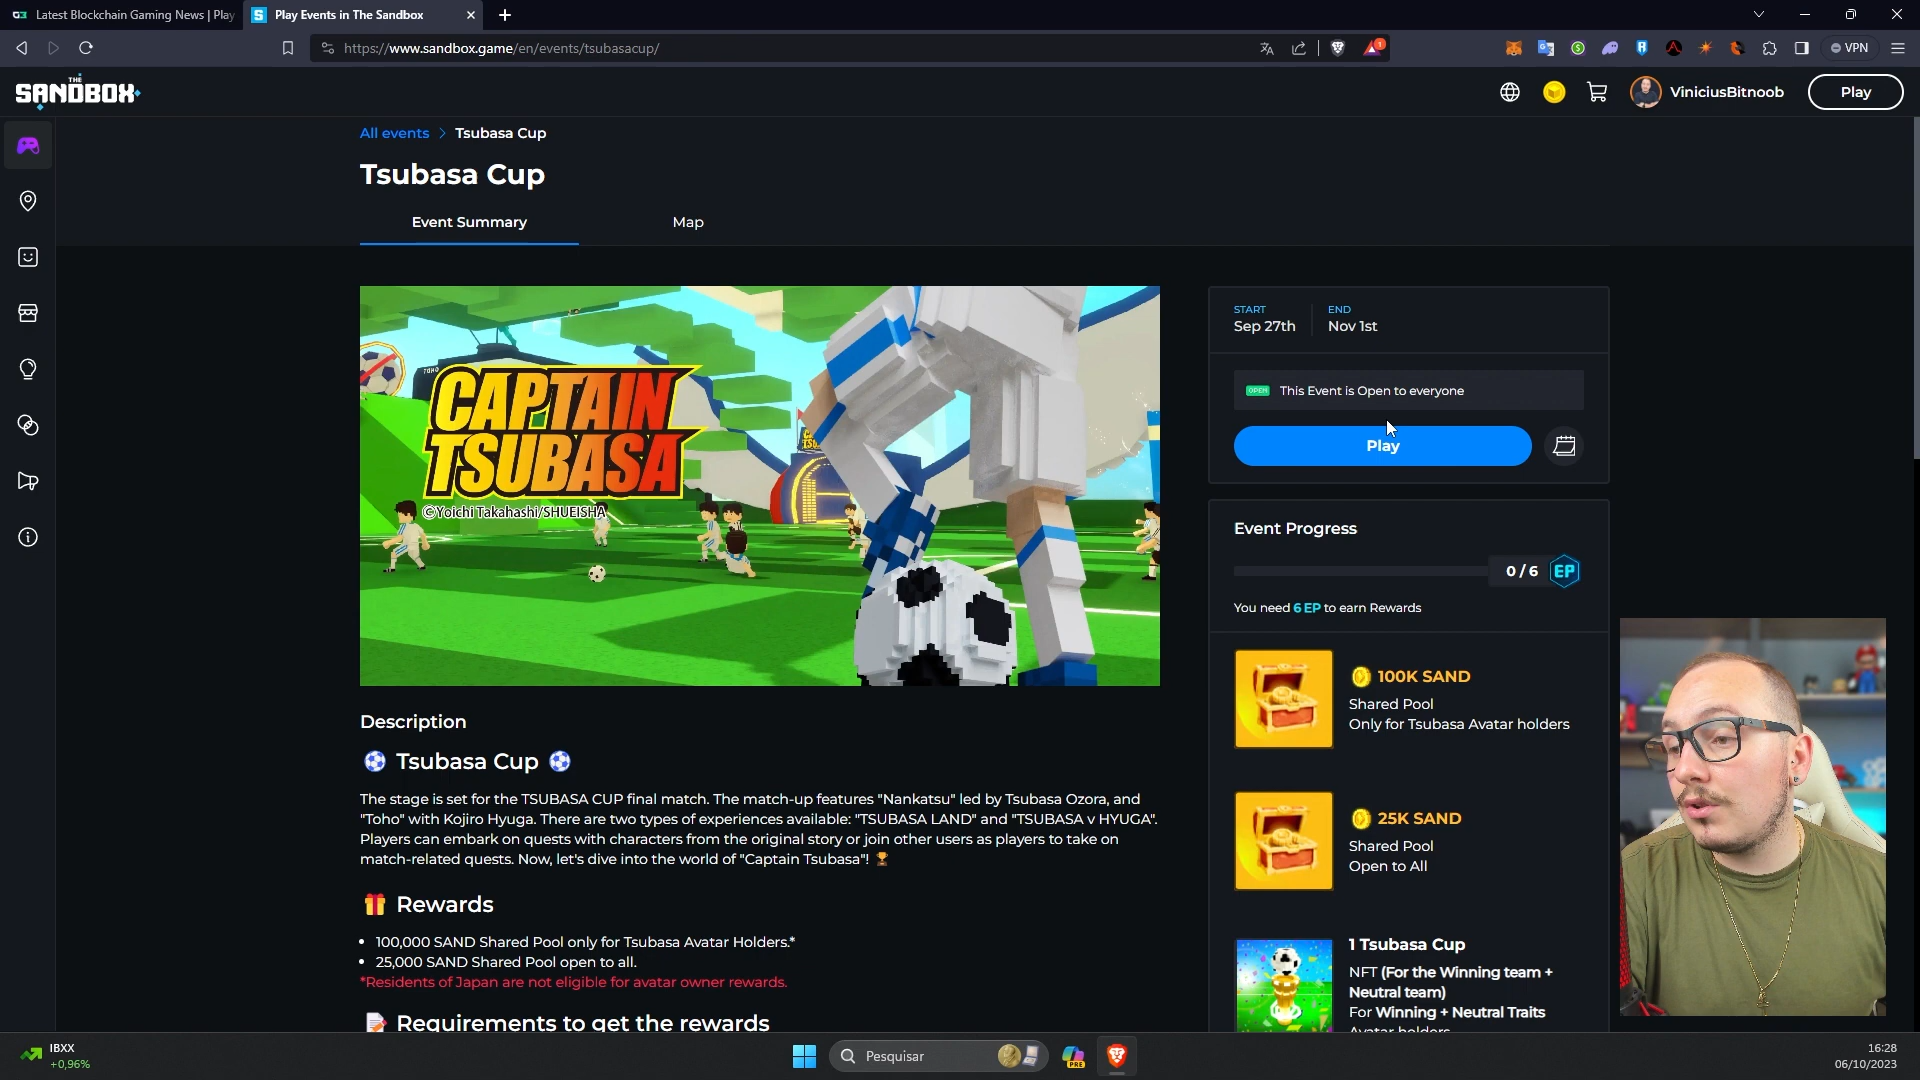 Latest Blockchain Gaming News | Play
Play Events in The Sandbox
https://www.sandbox.game/en/events/tsubasacup/
1
VPN
THE
SANDBOX
ViniciusBitnoob
Play
All events > Tsubasa Cup
Tsubasa Cup
Event Summary
Map
CAPTAIN
TSUBASA
©Yoichi Takahashi/SHUEISHA
TOHO
START
Sep 27th
END
Nov 1st
OPEN This Event is Open to everyone
Play
Event Progress
0 / 6 EP
You need 6 EP to earn Rewards
100K SAND
Shared Pool
Only for Tsubasa Avatar holders
25K SAND
Shared Pool
Open to All
1 Tsubasa Cup
NFT (For the Winning team +
Neutral team)
For Winning + Neutral Traits
Avatar holders
Description
⚽ Tsubasa Cup ⚽
The stage is set for the TSUBASA CUP final match. The match-up features "Nankatsu" led by Tsubasa Ozora, and
"Toho" with Kojiro Hyuga. There are two types of experiences available: "TSUBASA LAND" and "TSUBASA v HYUGA".
Players can embark on quests with characters from the original story or join other users as players to take on
match-related quests. Now, let's dive into the world of "Captain Tsubasa"! 🏆
🎁 Rewards
• 100,000 SAND Shared Pool only for Tsubasa Avatar Holders.*
• 25,000 SAND Shared Pool open to all.
*Residents of Japan are not eligible for avatar owner rewards.
📝 Requirements to get the rewards
IBXX
+0,96%
Pesquisar
PRE
16:28
06/10/2023